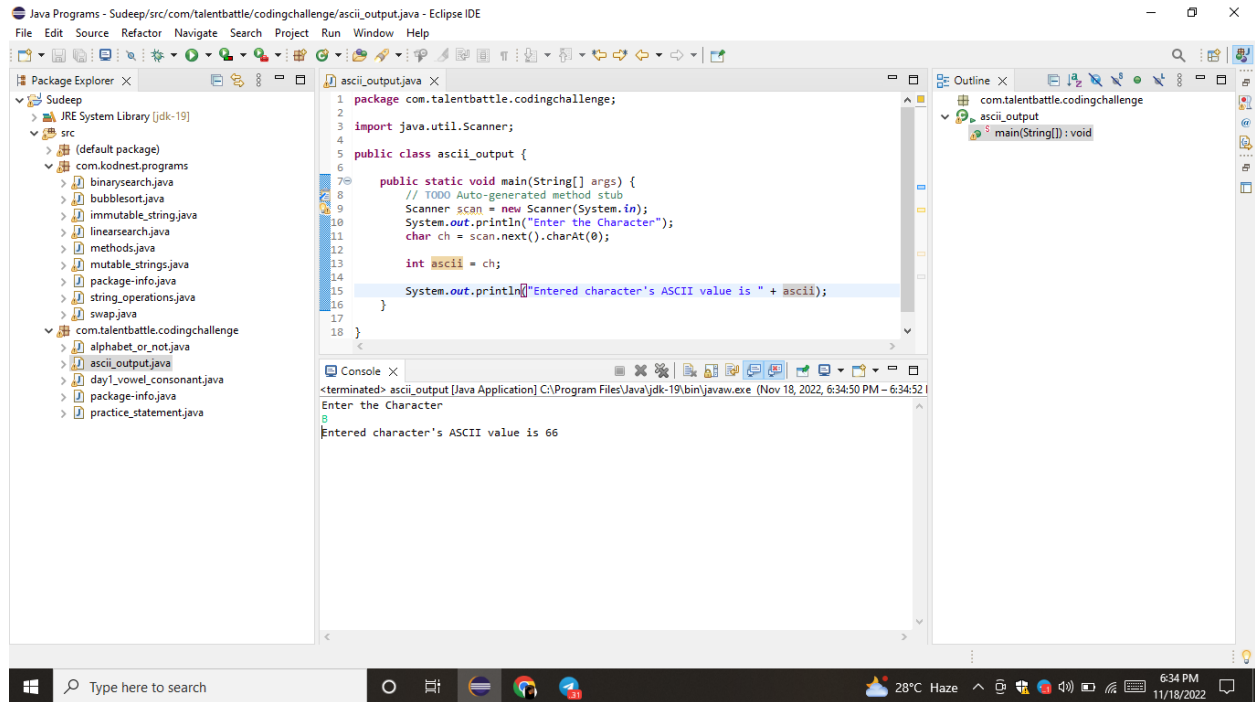 Java Programs - Sudeep/src/com/talentbattle/codingchallenge/ascii_output.java - Eclipse IDE
File Edit Source Refactor Navigate Search Project Run Window Help
Package Explorer
Sudeep
JRE System Library [jdk-19]
src
(default package)
com.kodnest.programs
binarysearch.java
bubblesort.java
immutable_string.java
linearsearch.java
methods.java
mutable_strings.java
package-info.java
string_operations.java
swap.java
com.talentbattle.codingchallenge
alphabet_or_not.java
ascii_output.java
day1_vowel_consonant.java
package-info.java
practice_statement.java
ascii_output.java
1 package com.talentbattle.codingchallenge;
2
3 import java.util.Scanner;
4
5 public class ascii_output {
6
7 public static void main(String[] args) {
8 // TODO Auto-generated method stub
9 Scanner scan = new Scanner(System.in);
10 System.out.println("Enter the Character");
11 char ch = scan.next().charAt(0);
12
13 int ascii = ch;
14
15 System.out.println("Entered character's ASCII value is " + ascii);
16 }
17
18 }
Console
<terminated> ascii_output [Java Application] C:\Program Files\Java\jdk-19\bin\javaw.exe (Nov 18, 2022, 6:34:50 PM – 6:34:52
Enter the Character
B
Entered character's ASCII value is 66
Outline
com.talentbattle.codingchallenge
ascii_output
main(String[]) : void
Type here to search
31
28°C Haze
6:34 PM
11/18/2022